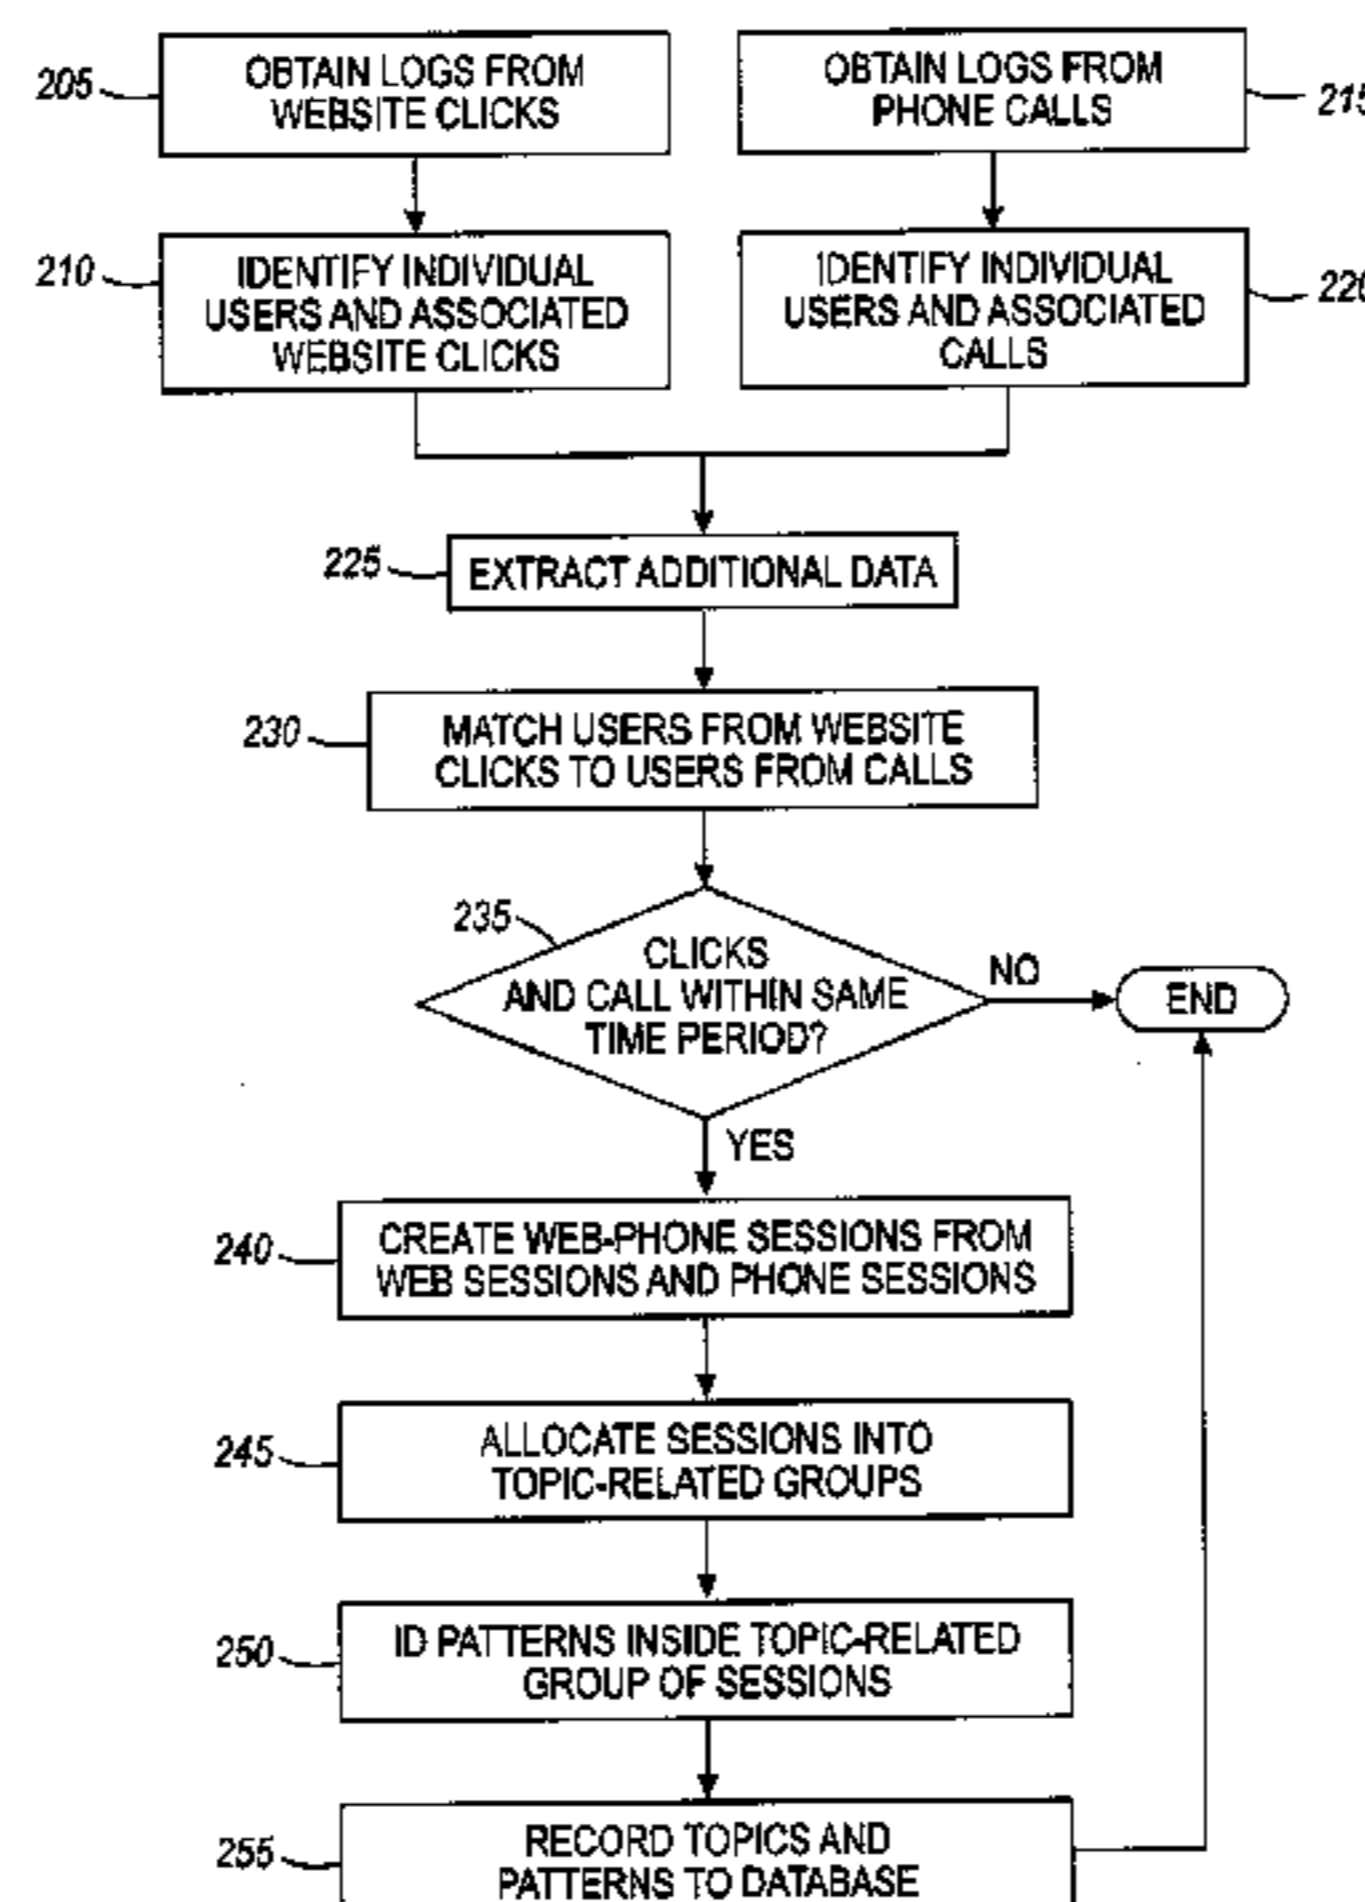 205
OBTAIN LOGS FROM
WEBSITE CLICKS
OBTAIN LOGS FROM
PHONE CALLS
215
210
IDENTIFY INDIVIDUAL
USERS AND ASSOCIATED
WEBSITE CLICKS
IDENTIFY INDIVIDUAL
USERS AND ASSOCIATED
CALLS
220
225
EXTRACT ADDITIONAL DATA
230
MATCH USERS FROM WEBSITE
CLICKS TO USERS FROM CALLS
235
CLICKS
AND CALL WITHIN SAME
TIME PERIOD?
NO
END
YES
240
CREATE WEB-PHONE SESSIONS FROM
WEB SESSIONS AND PHONE SESSIONS
245
ALLOCATE SESSIONS INTO
TOPIC-RELATED GROUPS
250
ID PATTERNS INSIDE TOPIC-RELATED
GROUP OF SESSIONS
255
RECORD TOPICS AND
PATTERNS TO DATABASE